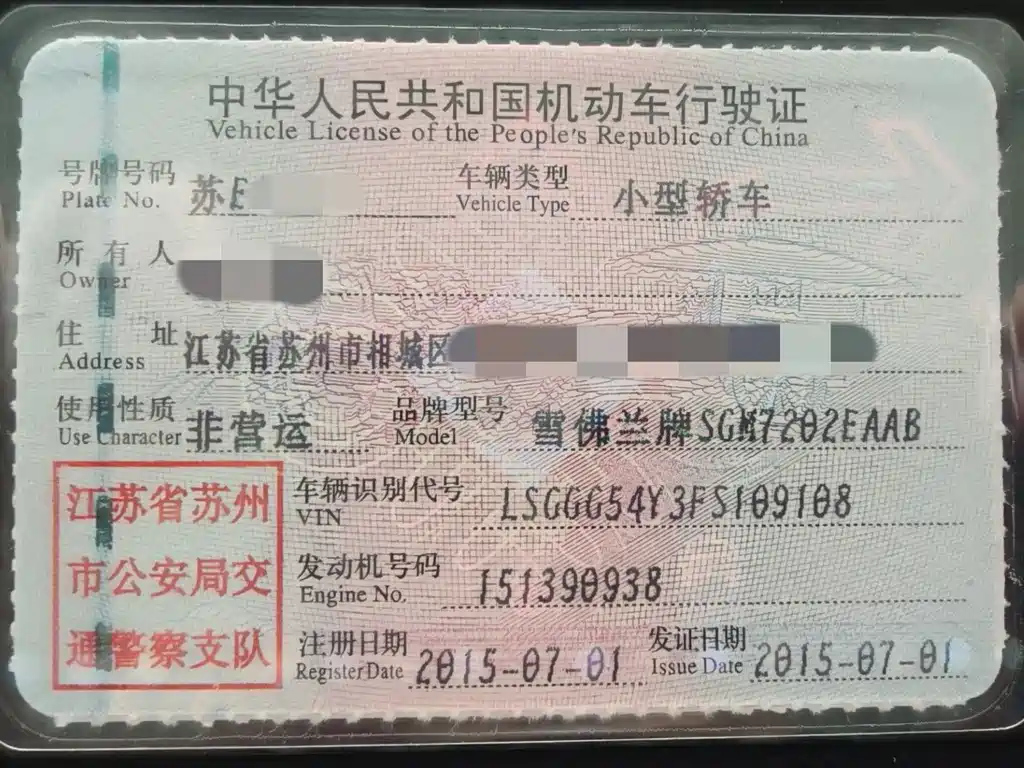 中华人民共和国机动车行驶证
Vehicle License of the People's Republic of China
号牌号码 苏E 车辆类型 小型轿车
Plate No. Vehicle Type
所有人
Owner
住址 江苏省苏州市相城区
Address
使用性质 非营运 品牌型号 雪佛兰牌SGM7202EAAB
Use Character Model
江苏省苏州
市公安局交
通警察支队
车辆识别代号 LSGGG54Y3FS109108
VIN
发动机号码 151390938
Engine No.
注册日期 2015-07-01 发证日期 2015-07-01
Register Date Issue Date